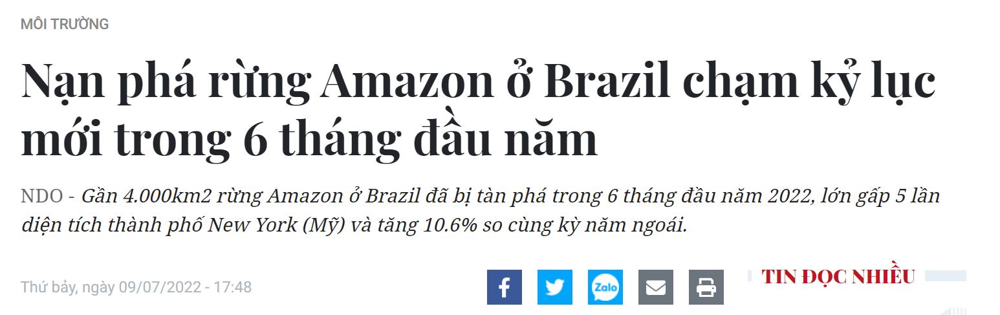 MÔI TRƯỜNG
Nạn phá rừng Amazon ở Brazil chạm kỷ lục
mới trong 6 tháng đầu năm
NDO - Gần 4.000km2 rừng Amazon ở Brazil đã bị tàn phá trong 6 tháng đầu năm 2022, lớn gấp 5 lần
diện tích thành phố New York (Mỹ) và tăng 10.6% so cùng kỳ năm ngoái.
Thứ bảy, ngày 09/07/2022 - 17:48
Zalo
TIN ĐỌC NHIỀU